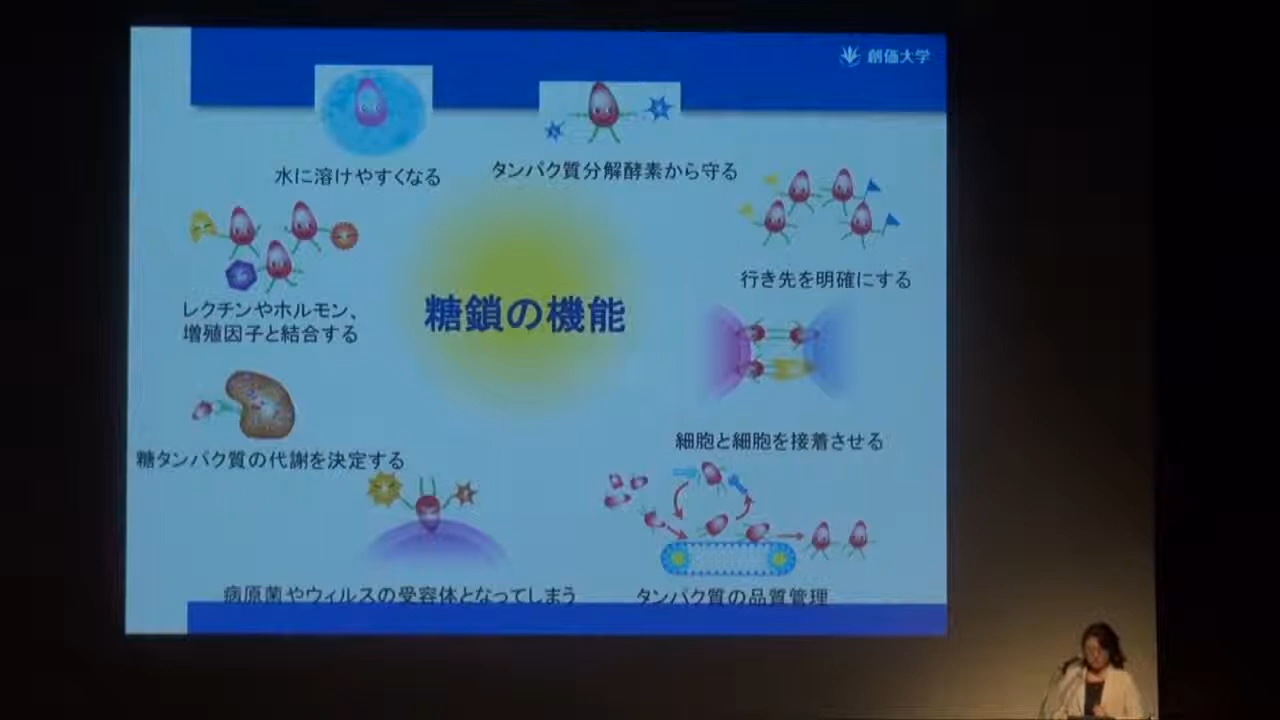 創価大学
水に溶けやすくなる
タンパク質分解酵素から守る
行き先を明確にする
レクチンやホルモン、
増殖因子と結合する
糖鎖の機能
細胞と細胞を接着させる
糖タンパク質の代謝を決定する
病原菌やウィルスの受容体となってしまう
タンパク質の品質管理